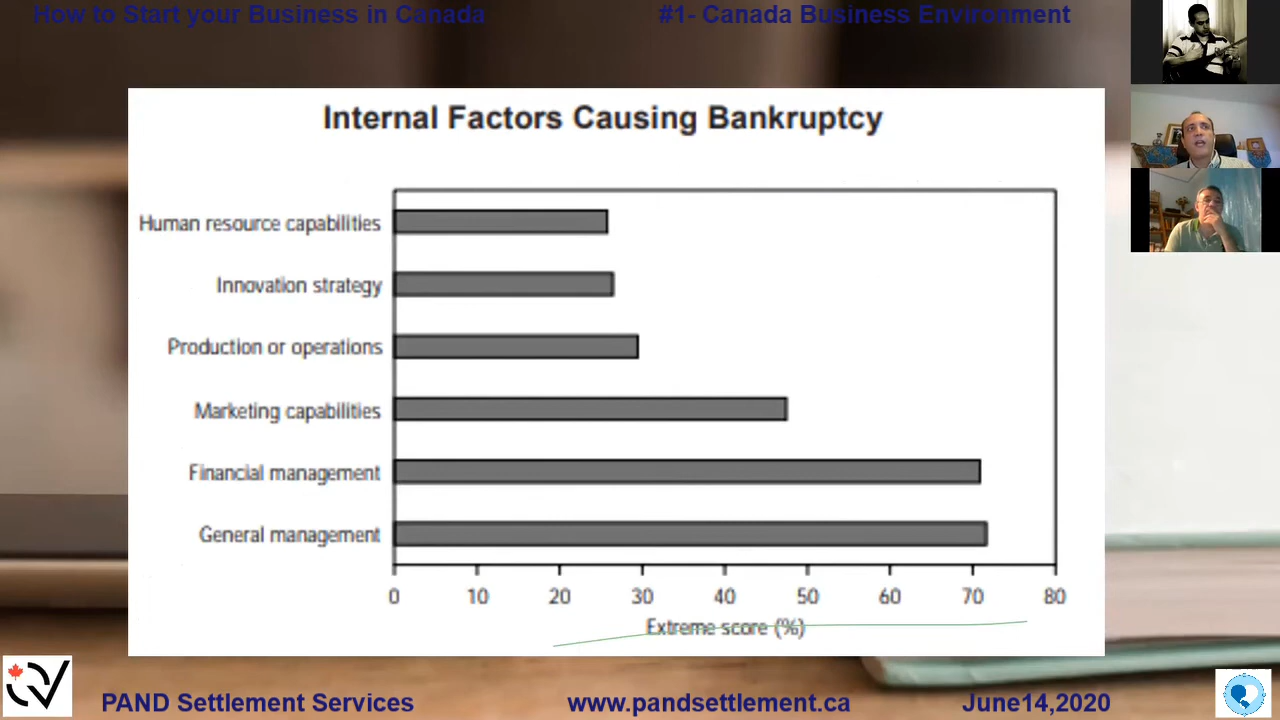 How to Start your Business in Canada
#1- Canada Business Environment
Internal Factors Causing Bankruptcy
Human resource capabilities
Innovation strategy
Production or operations
Marketing capabilities
Financial management
General management
0 10 20 30 40 50 60 70 80
Extreme score (%)
PAND Settlement Services
www.pandsettlement.ca
June14,2020